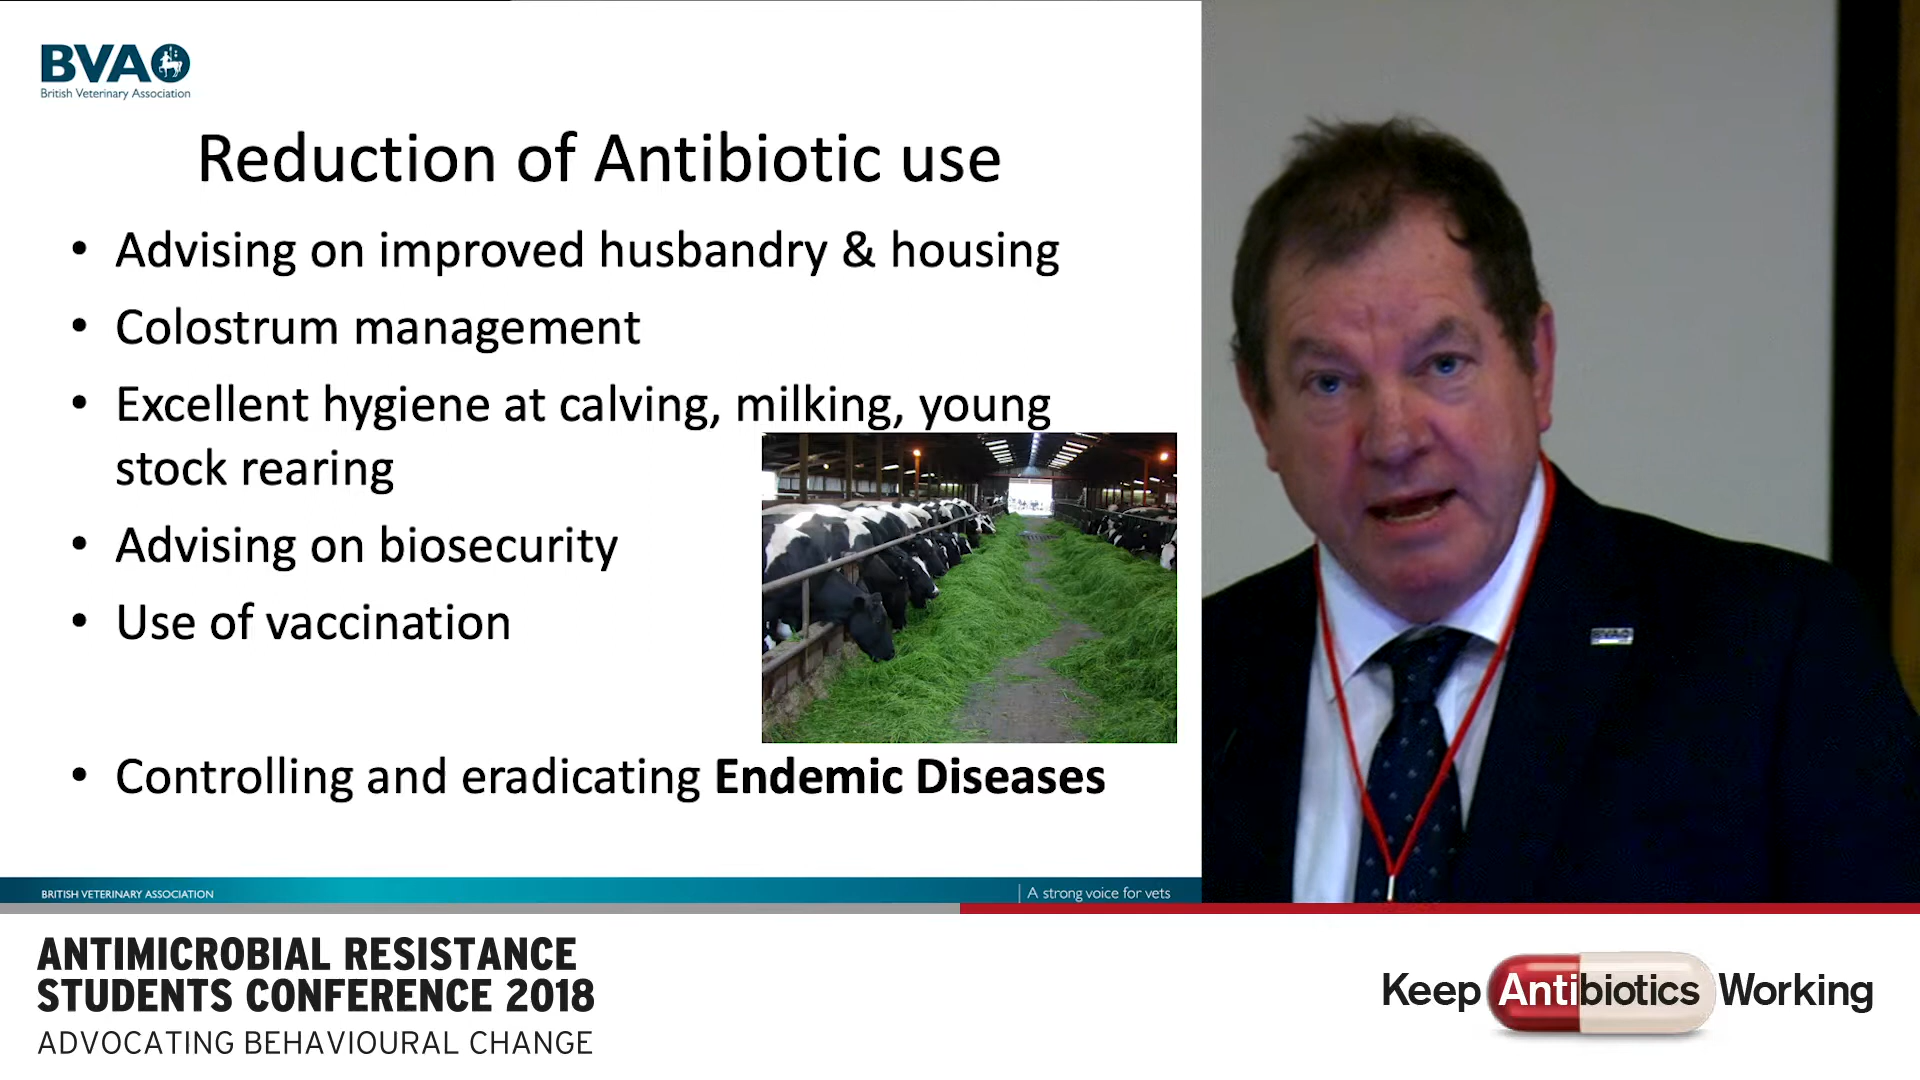 BVA
British Veterinary Association
Reduction of Antibiotic use
• Advising on improved husbandry & housing
• Colostrum management
• Excellent hygiene at calving, milking, young
stock rearing
• Advising on biosecurity
• Use of vaccination
• Controlling and eradicating Endemic Diseases
BRITISH VETERINARY ASSOCIATION
A strong voice for vets
BVA
ANTIMICROBIAL RESISTANCE
STUDENTS CONFERENCE 2018
ADVOCATING BEHAVIOURAL CHANGE
Keep Antibiotics Working